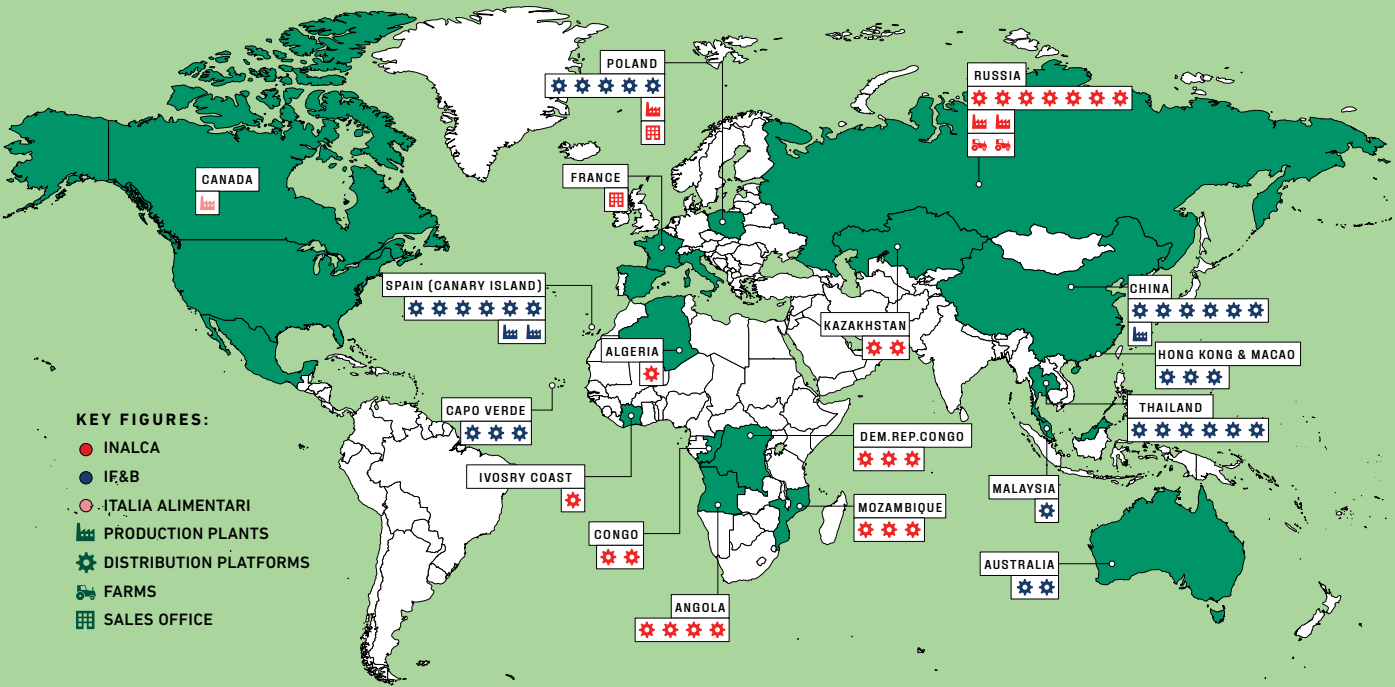 POLAND
RUSSIA
CANADA
FRANCE
SPAIN (CANARY ISLAND)
CHINA
KAZAKHSTAN
ALGERIA
HONG KONG & MACAO
CAPO VERDE
THAILAND
KEY FIGURES:
INALCA
IF&B
ITALIA ALIMENTARI
PRODUCTION PLANTS
DISTRIBUTION PLATFORMS
FARMS
SALES OFFICE
DEM.REP.CONGO
IVOSRY COAST
MALAYSIA
MOZAMBIQUE
CONGO
AUSTRALIA
ANGOLA